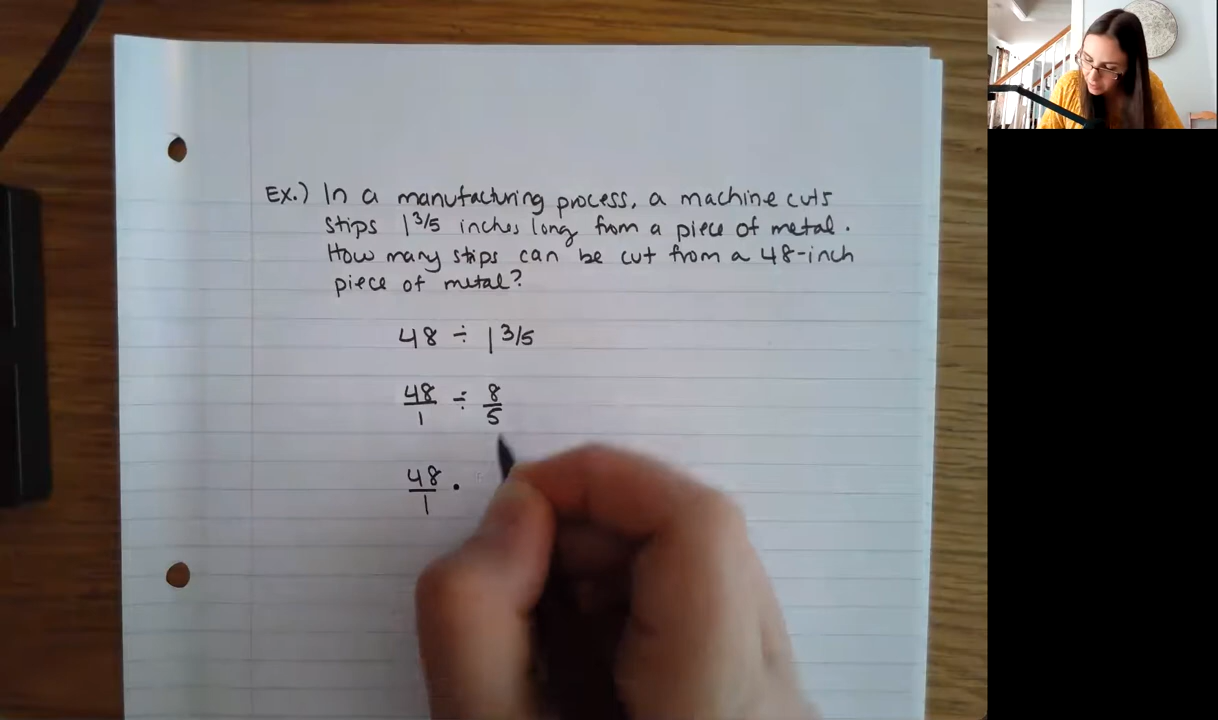 Ex.) In a manufacturing process, a machine cuts
stips 1 3/5 inches long from a piece of metal.
How many stips can be cut from a 48-inch
piece of metal?
48 ÷ 1 3/5
48/1 ÷ 8/5
48/1 ·